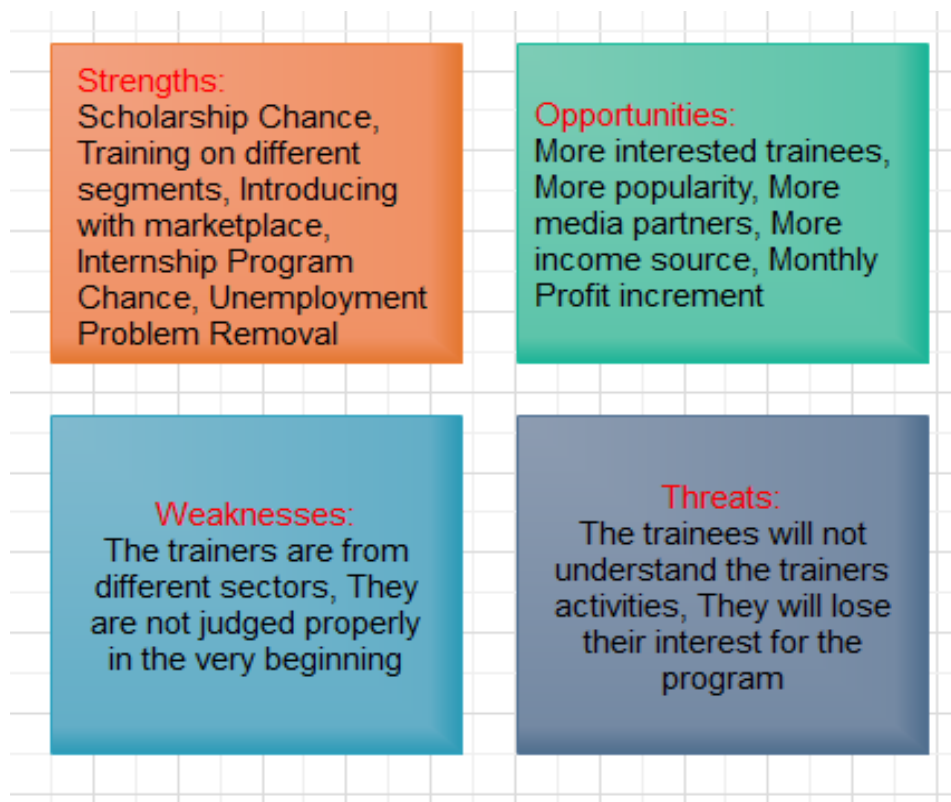 Strengths:
Scholarship Chance,
Training on different
segments, Introducing
with marketplace,
Internship Program
Chance, Unemployment
Problem Removal
Opportunities:
More interested trainees,
More popularity, More
media partners, More
income source, Monthly
Profit increment
Weaknesses:
The trainers are from
different sectors, They
are not judged properly
in the very beginning
Threats:
The trainees will not
understand the trainers
activities, They will lose
their interest for the
program